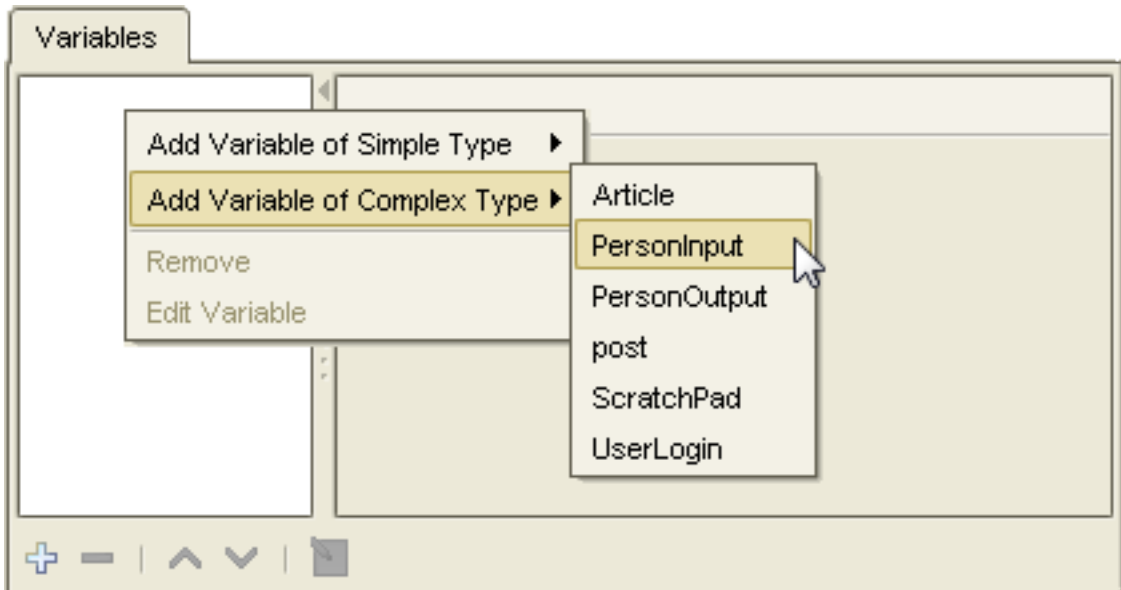 Variables
Add Variable of Simple Type
Add Variable of Complex Type
Remove
Edit Variable
Article
PersonInput
PersonOutput
post
ScratchPad
UserLogin